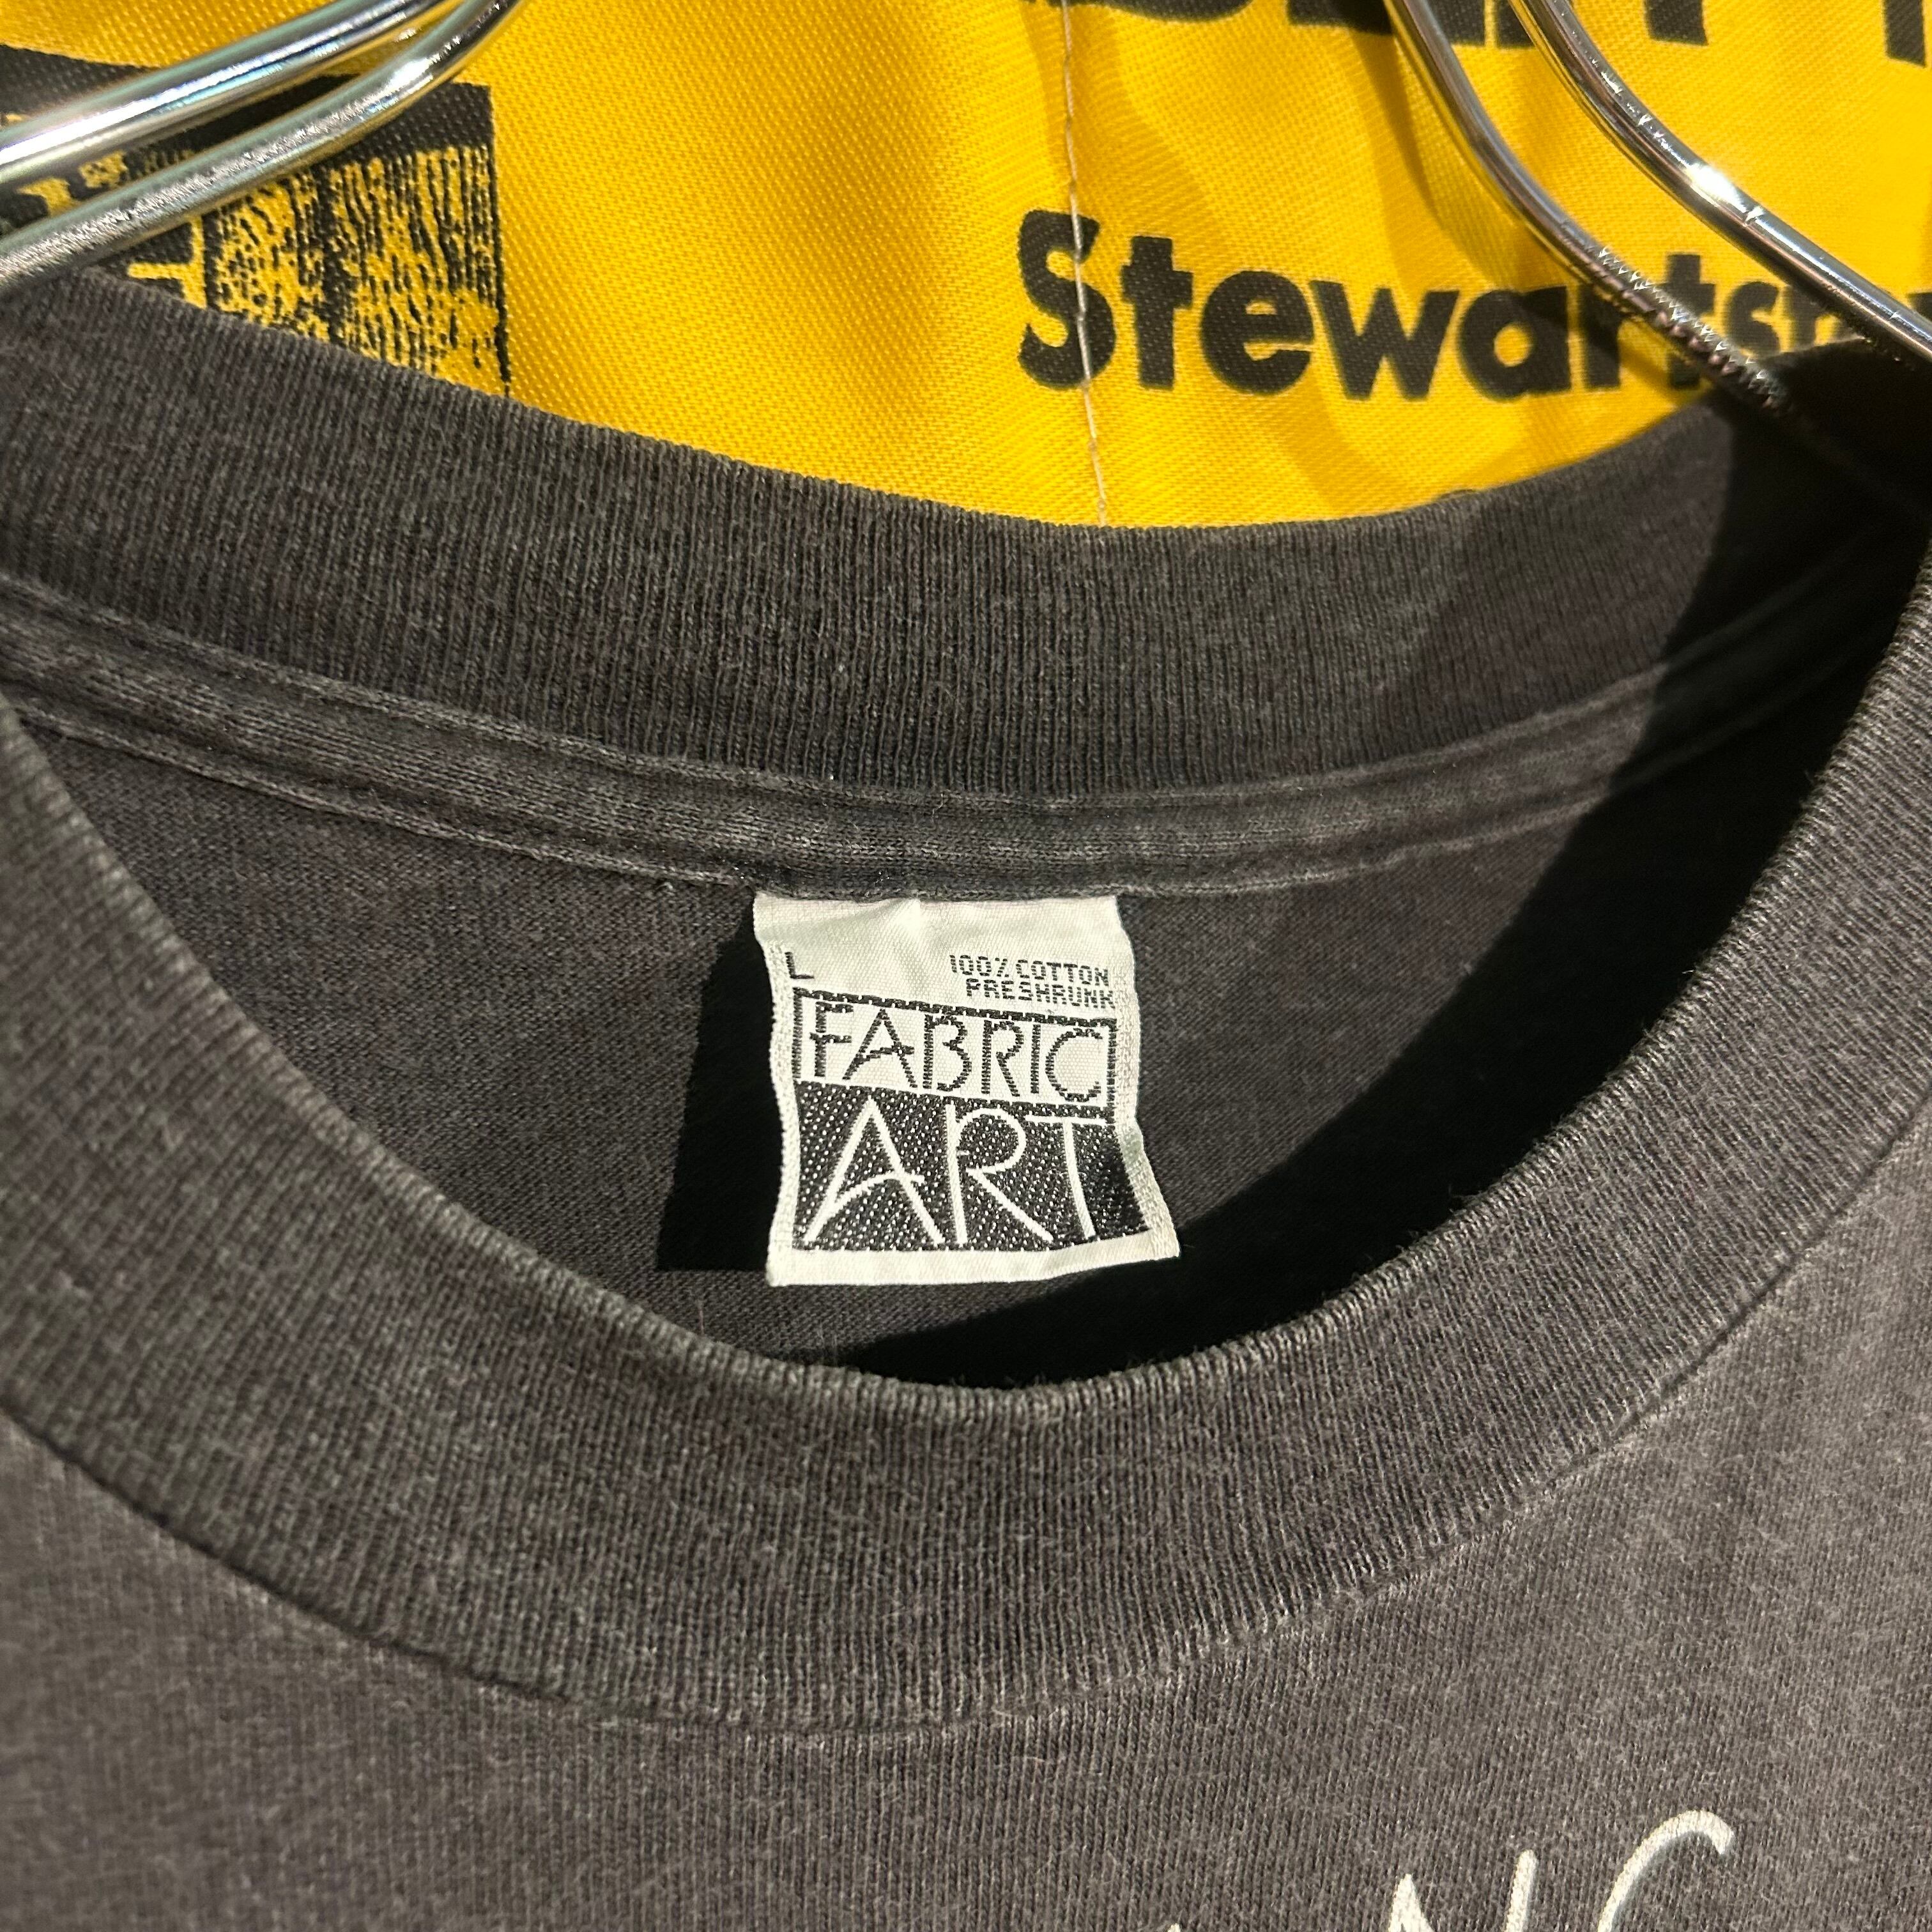 Stewartst
L
100% COTTON
PRESHRUNK
FABRIC
ART